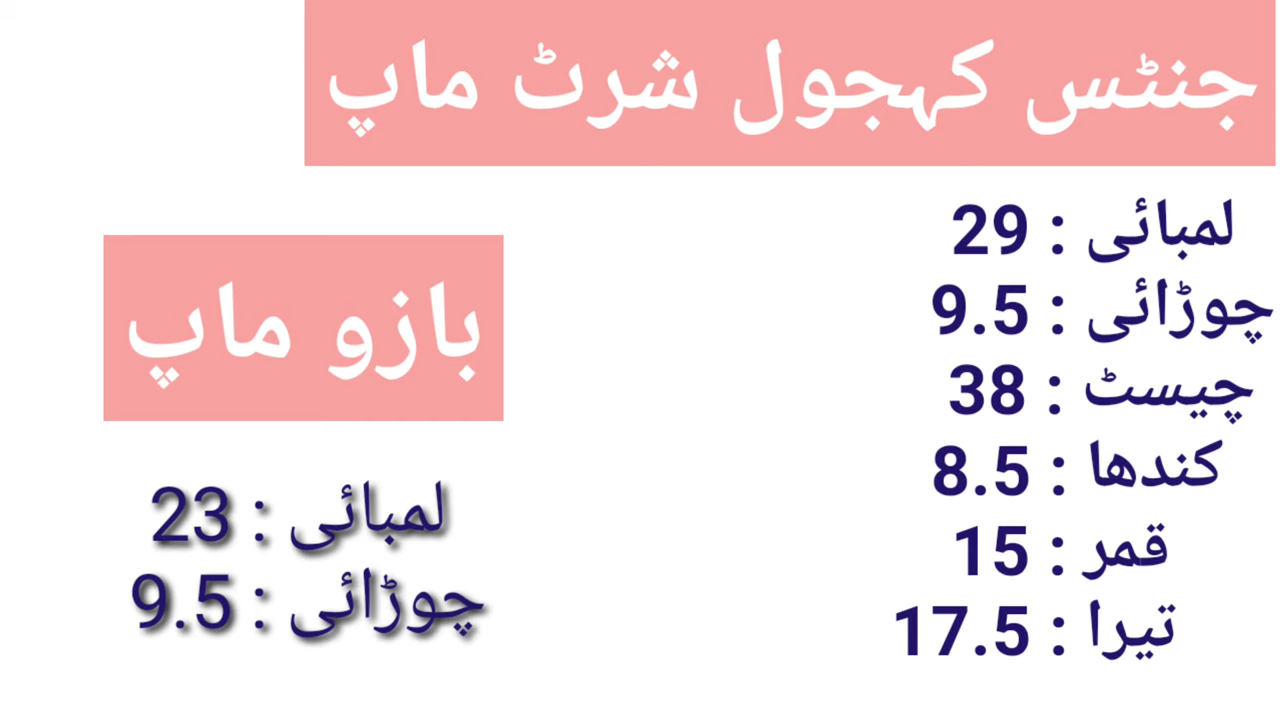 جنٹس کہجول شرٹ ماپ
لمبائی : 29
چوڑائی : 9.5
چیسٹ : 38
کندھا : 8.5
قمر : 15
تیرا : 17.5
بازو ماپ
لمبائی : 23
چوڑائی : 9.5